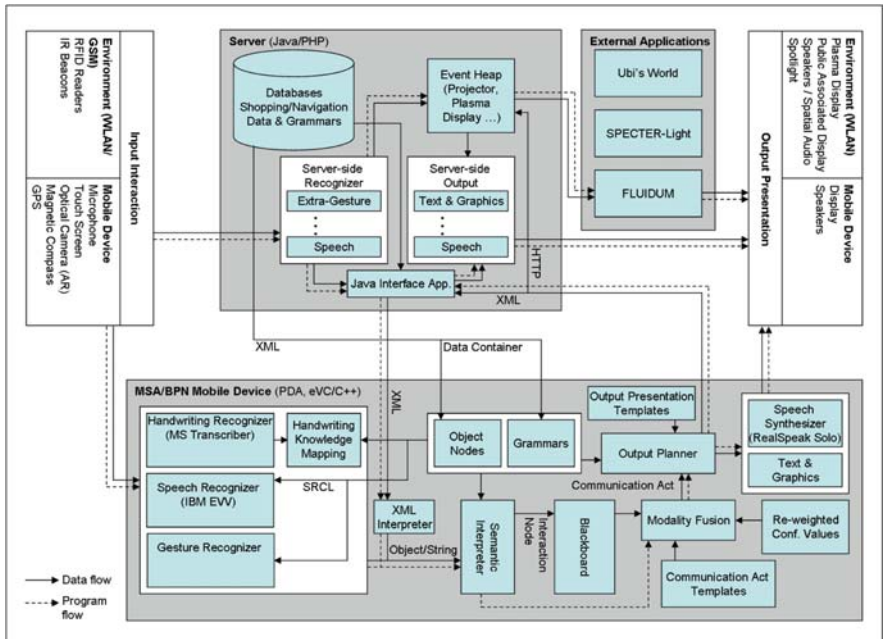 Environment (WLAN/
GSM)
RFID Readers
IR Beacons
Mobile Device
Microphone
Touch Screen
Optical Camera (AR)
Magnetic Compass
GPS
Input Interaction
Server (Java/PHP)
Databases
Shopping/Navigation
Data & Grammars
Event Heap
(Projector,
Plasma
Display ...)
Server-side
Recognizer
Extra-Gesture
Speech
Server-side
Output
Text & Graphics
Speech
Java Interface App.
HTTP
XML
External Applications
Ubi's World
SPECTER-Light
FLUIDUM
Output Presentation
Environment (WLAN)
Plasma Display
Public Associated Display
Speakers / Spatial Audio
Spotlight
Mobile Device
Display
Speakers
XML
Data Container
XML
MSA/BPN Mobile Device (PDA, eVC/C++)
Handwriting Recognizer
(MS Transcriber)
Handwriting
Knowledge
Mapping
Speech Recognizer
(IBM EVV)
SRCL
Gesture Recognizer
Object
Nodes
Grammars
Output Presentation
Templates
Output Planner
Speech
Synthesizer
(RealSpeak Solo)
Text &
Graphics
Communication Act
XML
Interpreter
Object/String
Semantic
Interpreter
Interaction
Node
Blackboard
Modality Fusion
Re-weighted
Conf. Values
Communication Act
Templates
Data flow
Program
flow